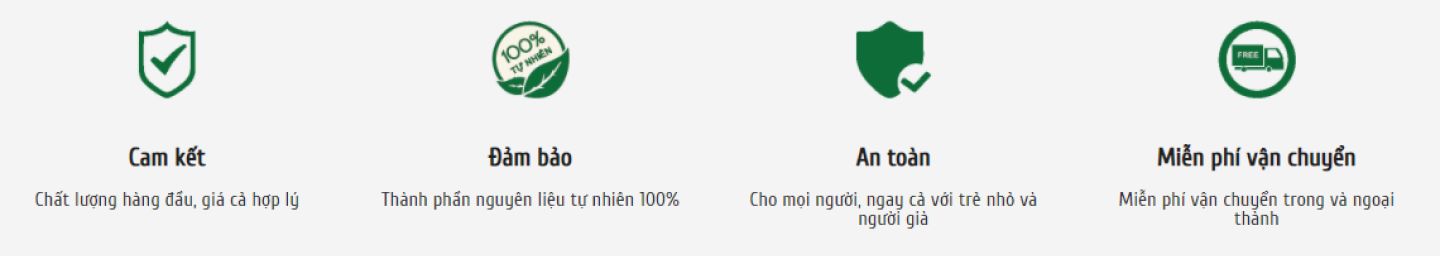 100%
TỰ NHIÊN
FREE
Cam kết
Đảm bảo
An toàn
Miễn phí vận chuyển
Chất lượng hàng đầu, giá cả hợp lý
Thành phần nguyên liệu tự nhiên 100%
Cho mọi người, ngay cả với trẻ nhỏ và
người già
Miễn phí vận chuyển trong và ngoại
thành